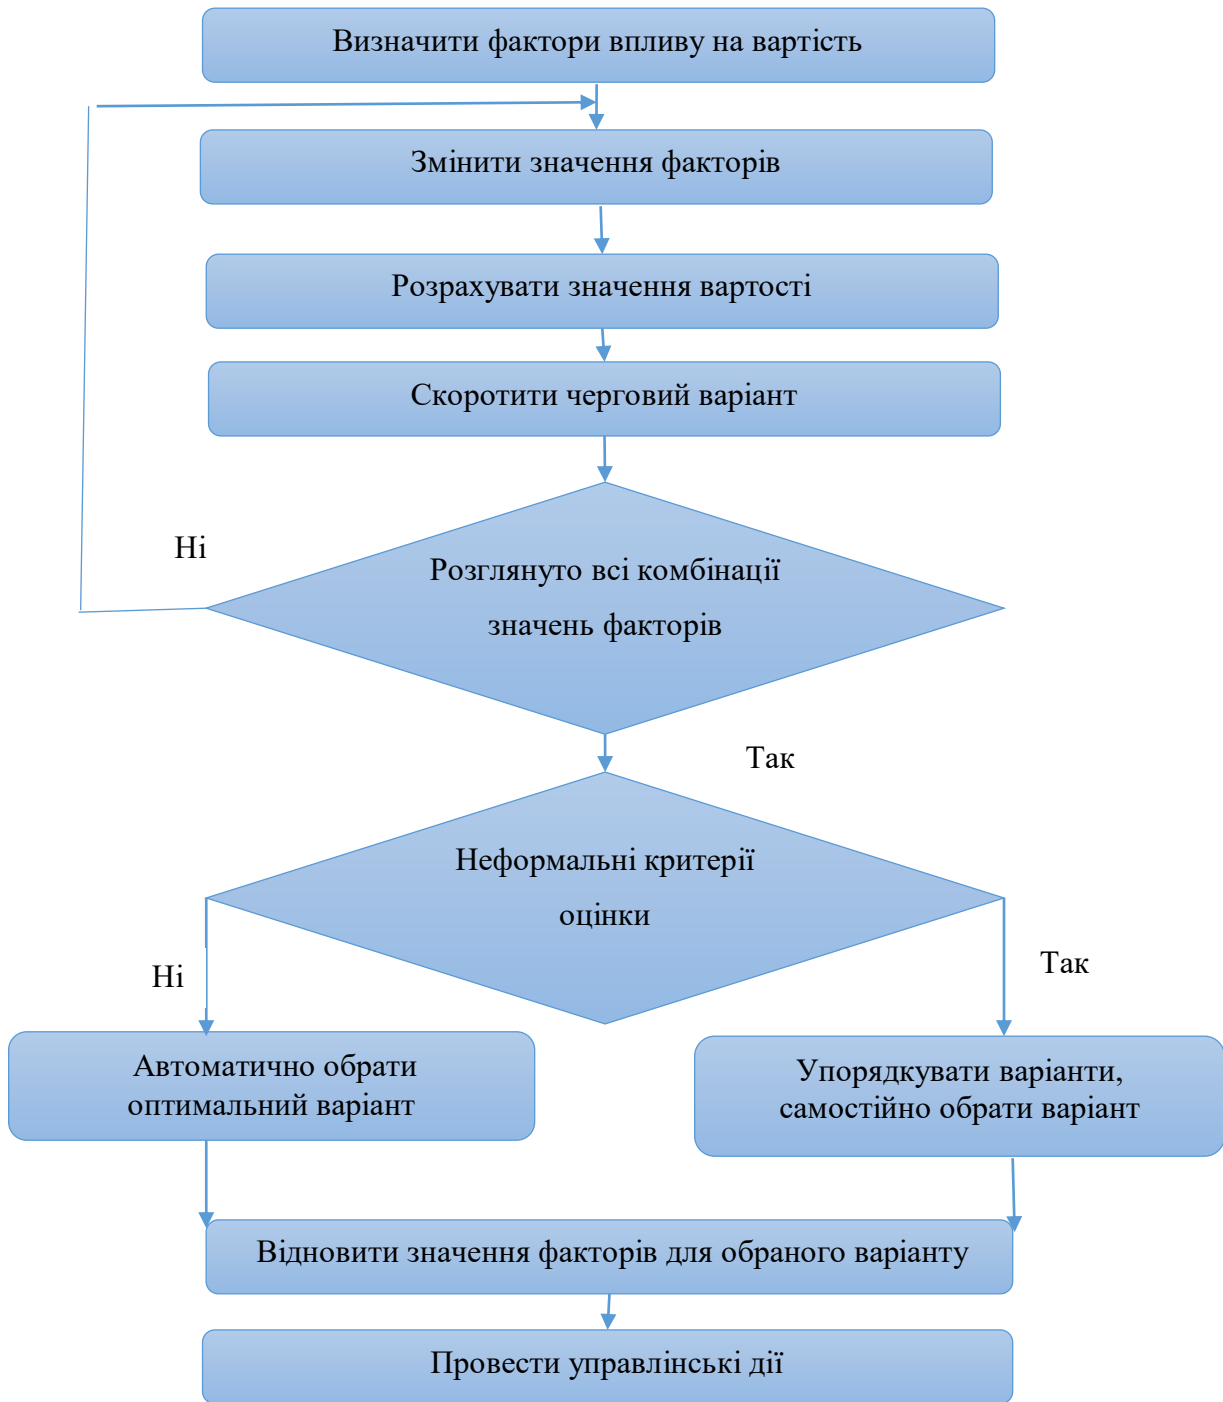 Визначити фактори впливу на вартість
Змінити значення факторів
Розрахувати значення вартості
Скоротити черговий варіант
Ні
Розглянуто всі комбінації
значень факторів
Так
Неформальні критерії
оцінки
Ні
Так
Автоматично обрати
оптимальний варіант
Упорядкувати варіанти,
самостійно обрати варіант
Відновити значення факторів для обраного варіанту
Провести управлінські дії